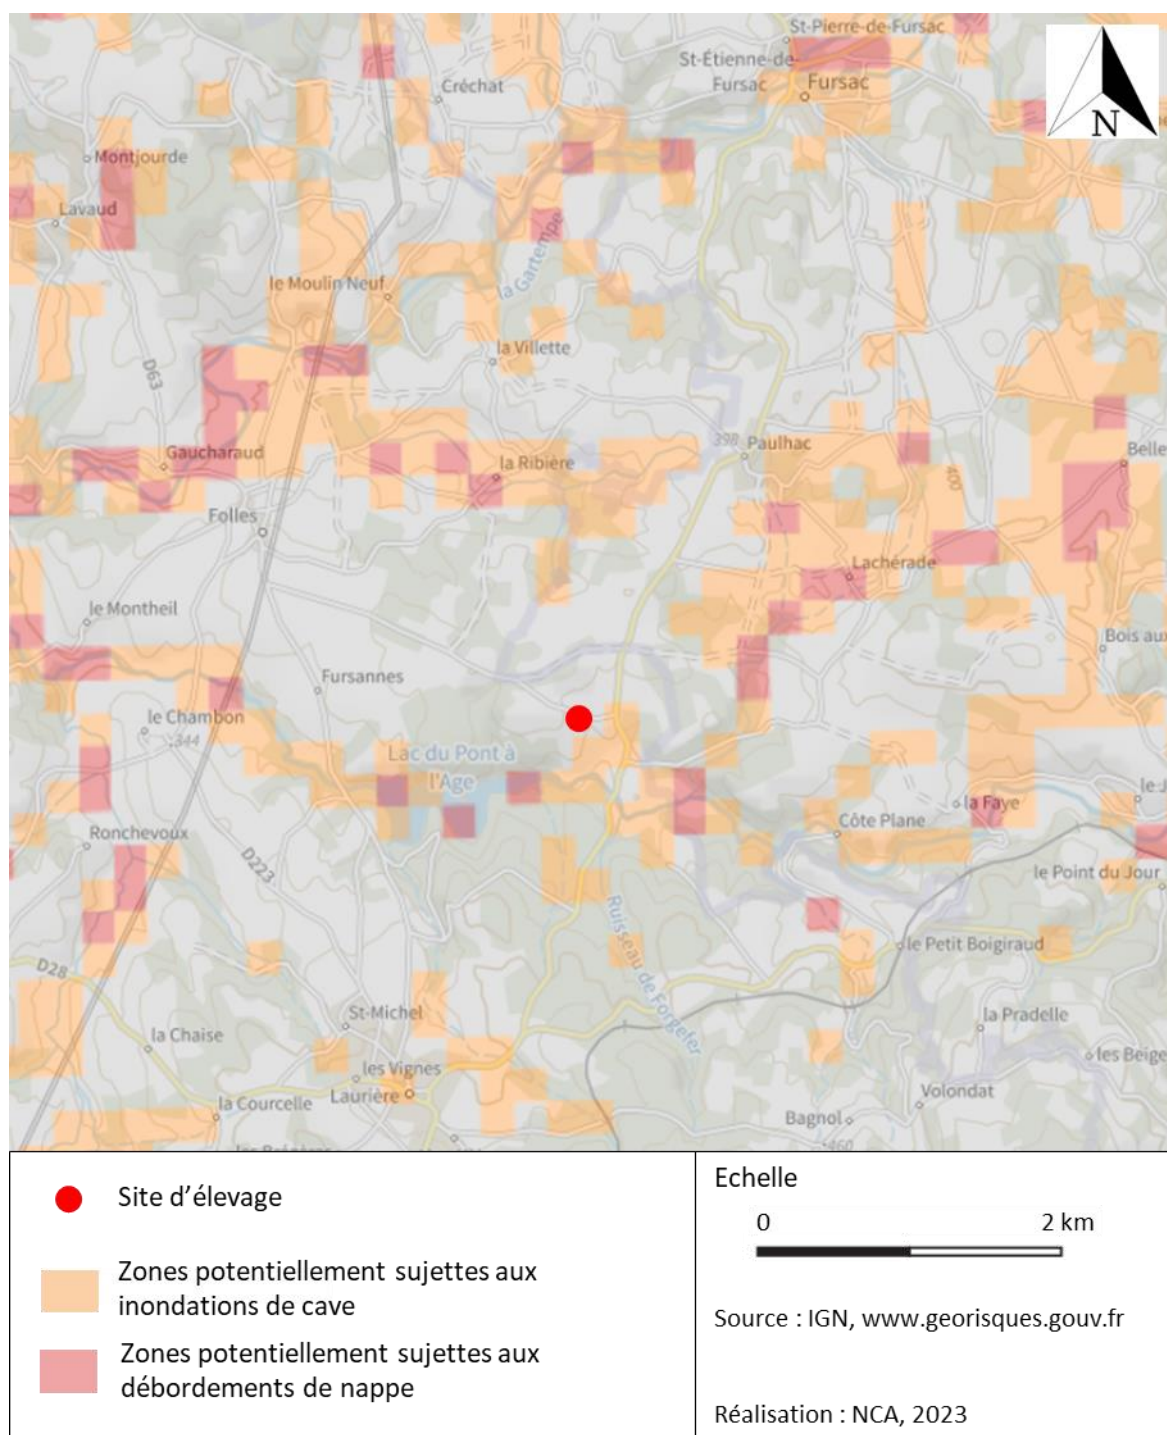 St-Pierre-de-Fursac
St-Étienne-de-
Fursac
Fursac
Créchat
N
Montjourde
Lavaud
la Gartempe
le Moulin Neuf
la Villette
D63
398
Paulhac
Gaucharaud
la Ribière
Belle
400
Folles
Lachérade
le Montheil
Bois aux
Fursannes
le Chambon
344
Lac du Pont à
l'Age
la Faye
le J
Côte Plane
Ronchevoux
D223
le Point du Jour
Ruisseau de Forgefer
le Petit Boigiraud
D28
St-Michel
la Pradelle
la Chaise
les Beige
les Vignes
Laurière
Volondat
la Courcelle
Bagnol
460
Site d'élevage
Zones potentiellement sujettes aux
inondations de cave
Zones potentiellement sujettes aux
débordements de nappe
Echelle
0 2 km
Source : IGN, www.georisques.gouv.fr
Réalisation : NCA, 2023